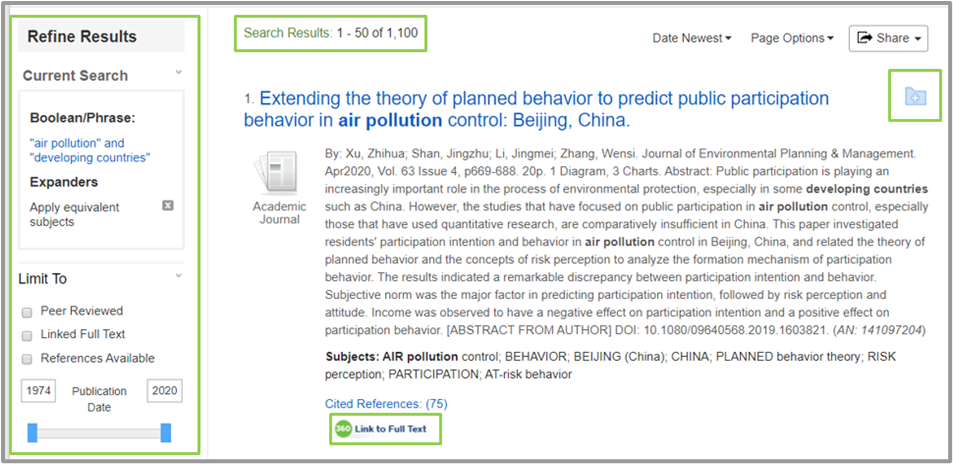 Refine Results
Current Search
Boolean/Phrase:
"air pollution" and
"developing countries"
Expanders
Apply equivalent
subjects
x
Limit To
Peer Reviewed
Linked Full Text
References Available
1974
Publication
Date
2020
Search Results: 1 - 50 of 1,100
Date Newest
Page Options
Share
1. Extending the theory of planned behavior to predict public participation
behavior in air pollution control: Beijing, China.
Academic
Journal
By: Xu, Zhihua; Shan, Jingzhu; Li, Jingmei; Zhang, Wensi. Journal of Environmental Planning & Management.
Apr2020, Vol. 63 Issue 4, p669-688. 20p. 1 Diagram, 3 Charts. Abstract: Public participation is playing an
increasingly important role in the process of environmental protection, especially in some developing countries
such as China. However, the studies that have focused on public participation in air pollution control, especially
those that have used quantitative research, are comparatively insufficient in China. This paper investigated
residents' participation intention and behavior in air pollution control in Beijing, China, and related the theory of
planned behavior and the concepts of risk perception to analyze the formation mechanism of participation
behavior. The results indicated a remarkable discrepancy between participation intention and behavior.
Subjective norm was the major factor in predicting participation intention, followed by risk perception and
attitude. Income was observed to have a negative effect on participation intention and a positive effect on
participation behavior. [ABSTRACT FROM AUTHOR] DOI: 10.1080/09640568.2019.1603821. (AN: 141097204)
Subjects: AIR pollution control; BEHAVIOR; BEIJING (China); CHINA; PLANNED behavior theory; RISK
perception; PARTICIPATION; AT-risk behavior
Cited References: (75)
360 Link to Full Text